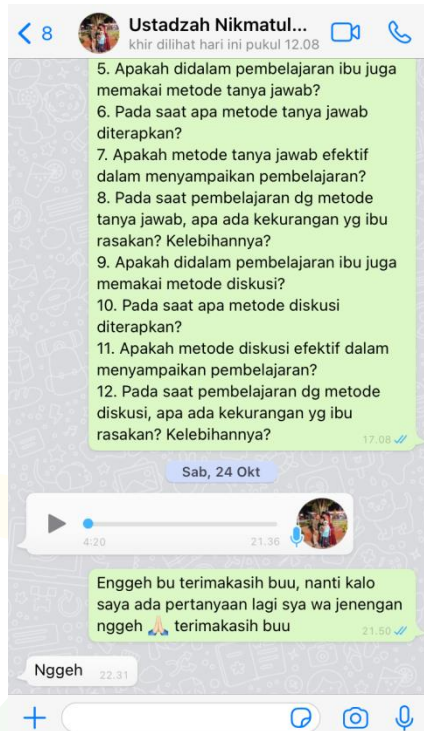 8
Ustadzah Nikmatul...
khir dilihat hari ini pukul 12.08
5. Apakah didalam pembelajaran ibu juga
memakai metode tanya jawab?
6. Pada saat apa metode tanya jawab
diterapkan?
7. Apakah metode tanya jawab efektif
dalam menyampaikan pembelajaran?
8. Pada saat pembelajaran dg metode
tanya jawab, apa ada kekurangan yg ibu
rasakan? Kelebihannya?
9. Apakah didalam pembelajaran ibu juga
memakai metode diskusi?
10. Pada saat apa metode diskusi
diterapkan?
11. Apakah metode diskusi efektif dalam
menyampaikan pembelajaran?
12. Pada saat pembelajaran dg metode
diskusi, apa ada kekurangan yg ibu
rasakan? Kelebihannya?
17.08
Sab, 24 Okt
4:20 21.36
Enggeh bu terimakasih buu, nanti kalo
saya ada pertanyaan lagi sya wa jenengan
nggeh 🙏🏻 terimakasih buu
21.50
Nggeh 22.31